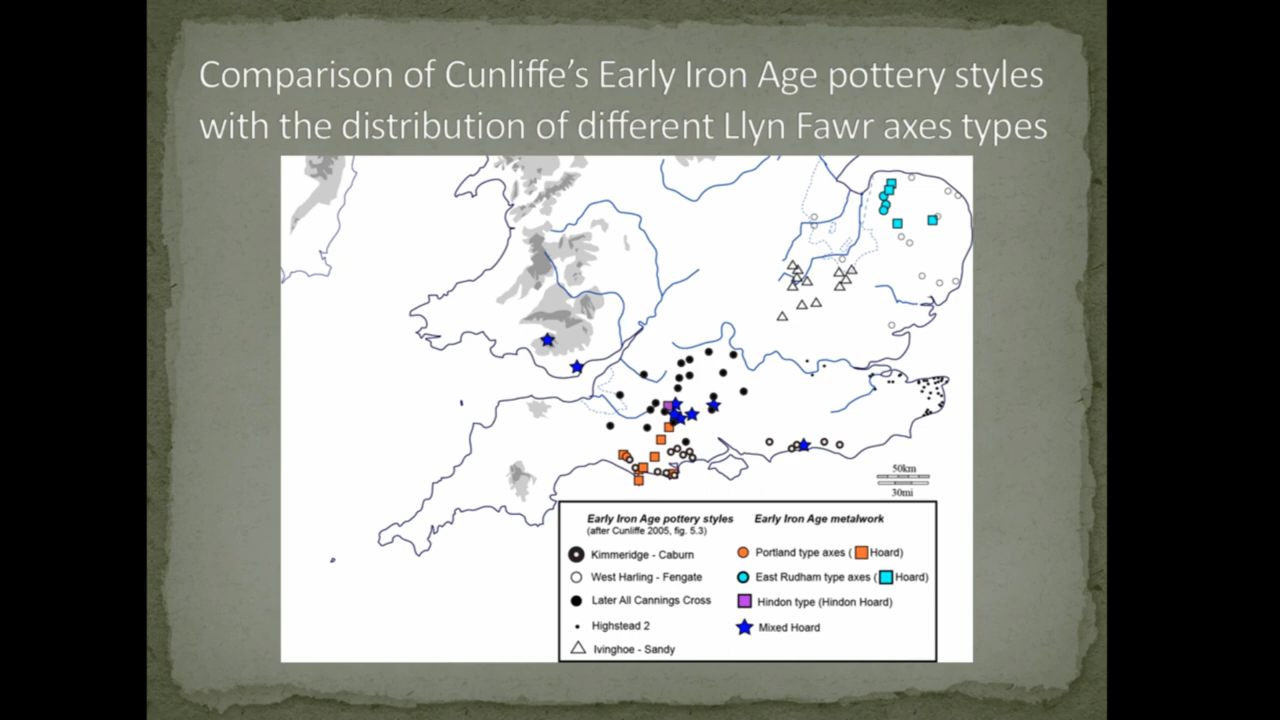 Comparison of Cunliffe's Early Iron Age pottery styles
with the distribution of different Llyn Fawr axes types
50km
30mi
Early Iron Age pottery styles
(after Cunliffe 2005, fig. 5.3)
Kimmeridge - Caburn
West Harling - Fengate
Later All Cannings Cross
Highstead 2
Ivinghoe - Sandy
Early Iron Age metalwork
Portland type axes ( Hoard)
East Rudham type axes ( Hoard)
Hindon type (Hindon Hoard)
Mixed Hoard